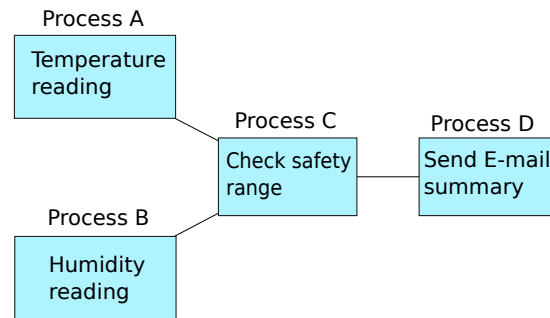 Process A
Temperature
reading
Process B
Humidity
reading
Process C
Check safety
range
Process D
Send E-mail
summary